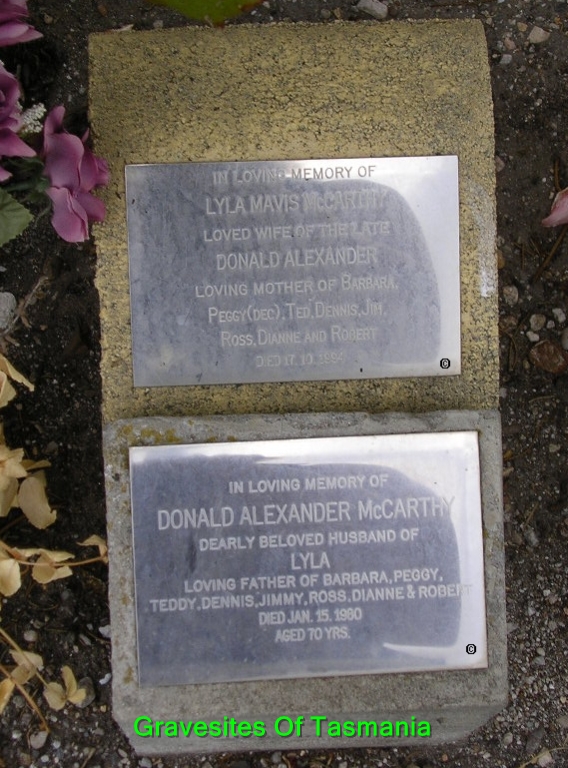 IN LOVING MEMORY OF
LYLA MAVIS McCARTHY
LOVED WIFE OF THE LATE
DONALD ALEXANDER
LOVING MOTHER OF BARBARA,
PEGGY(DEC), TED, DENNIS, JIM,
ROSS, DIANNE AND ROBERT
DIED 17. 10.
©
IN LOVING MEMORY OF
DONALD ALEXANDER McCARTHY
DEARLY BELOVED HUSBAND OF
LYLA
LOVING FATHER OF BARBARA, PEGGY,
TEDDY, DENNIS, JIMMY, ROSS, DIANNE & ROBERT
DIED JAN. 15. 1980
AGED 70 YRS.
©
Gravesites Of Tasmania